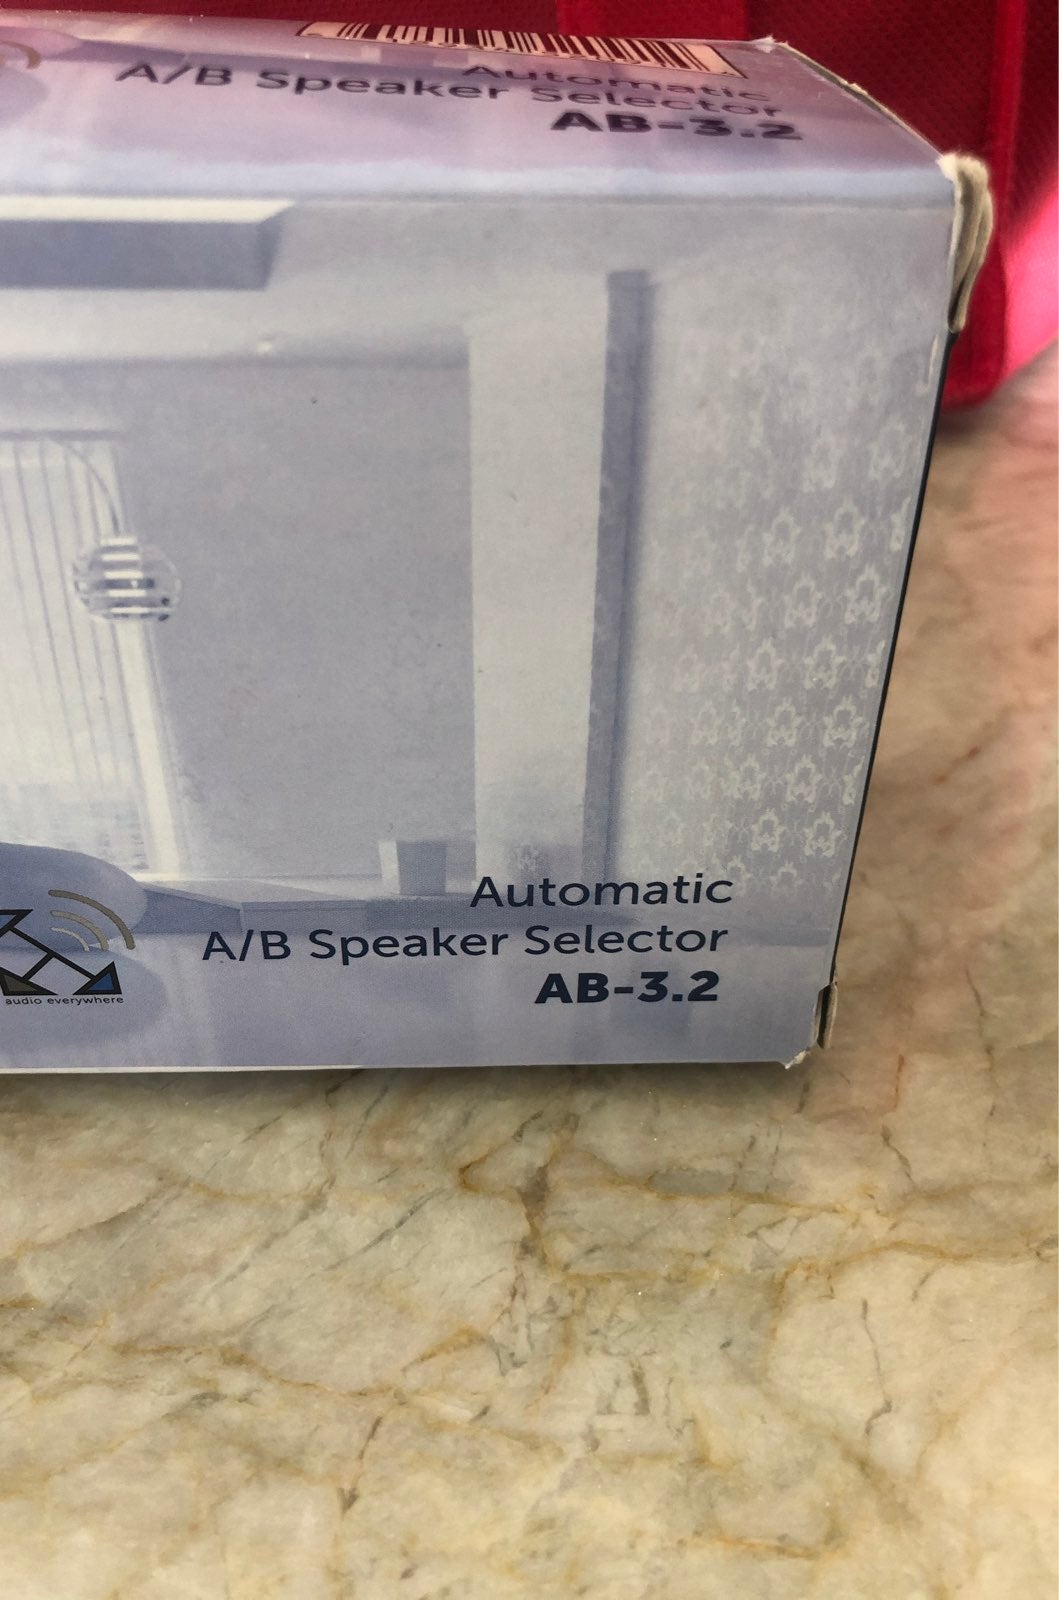 Automatic
A/B Speaker Selector
AB-3.2
Automatic
A/B Speaker Selector
AB-3.2
audio everywhere